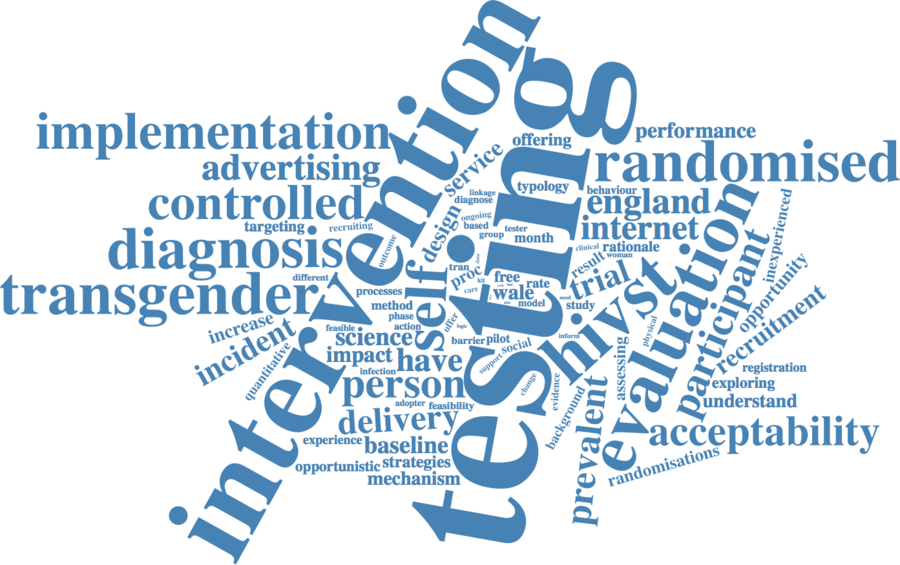 intervention
testing
implementation
performance
offering
randomised
advertising
service
typology
behaviour
linkage
diagnose
controlled
england
inexperienced
targeting
recruiting
design
ongoing
based
tester
internet
group
month
diagnosis
outcome
clinical
rationale
woman
result
evaluation
participant
opportunity
transgender
different
self
tran
proc
data
free
rate
trial
kit
care
wale
model
need
study
hivst
processes
method
phase
action
offer
logic
increase
incident
feasible
science
barrier
pilot
inform
physical
recruitment
quantitative
impact
have
social
support
assessing
infection
person
change
evidence
registration
exploring
understand
adopter
feasibility
delivery
background
prevalent
acceptability
experience
baseline
opportunistic
strategies
mechanism
randomisations